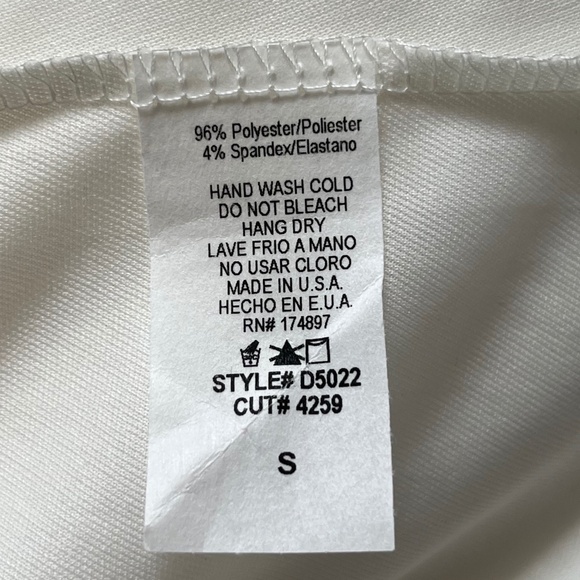 96% Polyester/Poliester
4% Spandex/Elastano
HAND WASH COLD
DO NOT BLEACH
HANG DRY
LAVE FRIO A MANO
NO USAR CLORO
MADE IN U.S.A.
HECHO EN E.U.A.
RN# 174897
STYLE# D5022
CUT# 4259
S